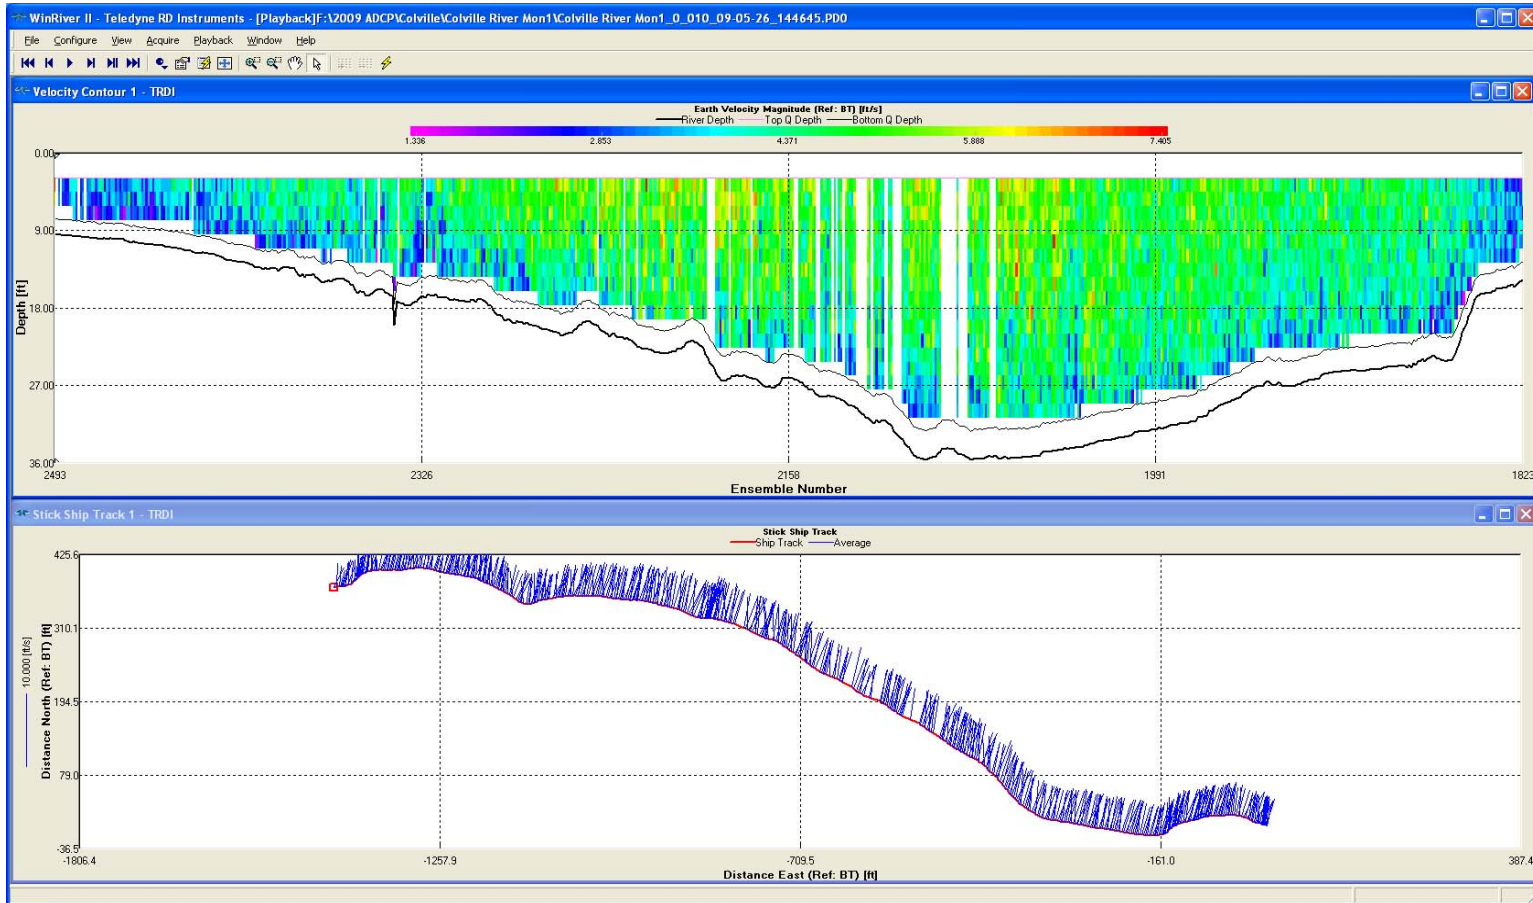 WinRiver II - Teledyne RD Instruments - [Playback]F:\2009 ADCP\Colville\Colville River Mon1\Colville River Mon1_0_010_09-05-26_144645.PD0
File Configure View Acquire Playback Window Help
Velocity Contour 1 - TRDI
Earth Velocity Magnitude (Ref: BT) [ft/s]
River Depth Top Q Depth Bottom Q Depth
1.336 2.853 4.371 5.888 7.405
0.00
9.00
18.00
27.00
36.00
Depth [ft]
2493 2326 2158 1991 1823
Ensemble Number
Stick Ship Track 1 - TRDI
Stick Ship Track
Ship Track Average
425.6
310.1
194.5
79.0
-36.5
10.000 [ft/s]
Distance North (Ref: BT) [ft]
-1806.4 -1257.9 -709.5 -161.0 387.4
Distance East (Ref: BT) [ft]